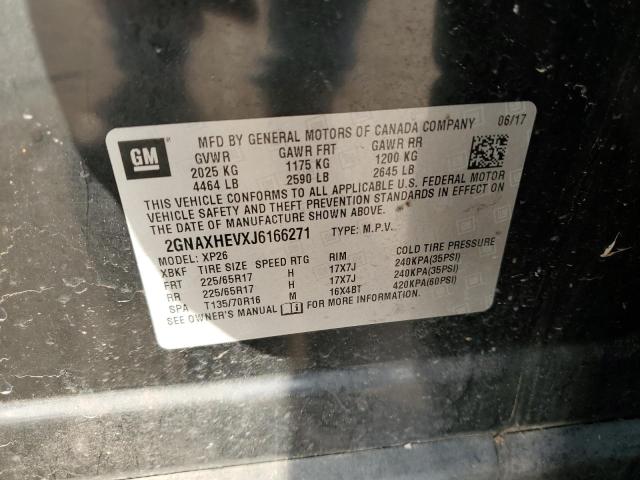 GM
MFD BY GENERAL MOTORS OF CANADA COMPANY 06/17
GVWR GAWR FRT GAWR RR
2025 KG 1175 KG 1200 KG
4464 LB 2590 LB 2645 LB
THIS VEHICLE CONFORMS TO ALL APPLICABLE U.S. FEDERAL MOTOR
VEHICLE SAFETY AND THEFT PREVENTION STANDARDS IN EFFECT ON
THE DATE OF MANUFACTURE SHOWN ABOVE.
2GNAXHEVXJ6166271 TYPE: M.P.V.
MODEL: XP26
XBKF TIRE SIZE SPEED RTG RIM COLD TIRE PRESSURE
FRT 225/65R17 H 17X7J 240KPA(35PSI)
RR 225/65R17 H 17X7J 240KPA(35PSI)
SPA T135/70R16 M 16X4BT 420KPA(60PSI)
SEE OWNER'S MANUAL FOR MORE INFORMATION.